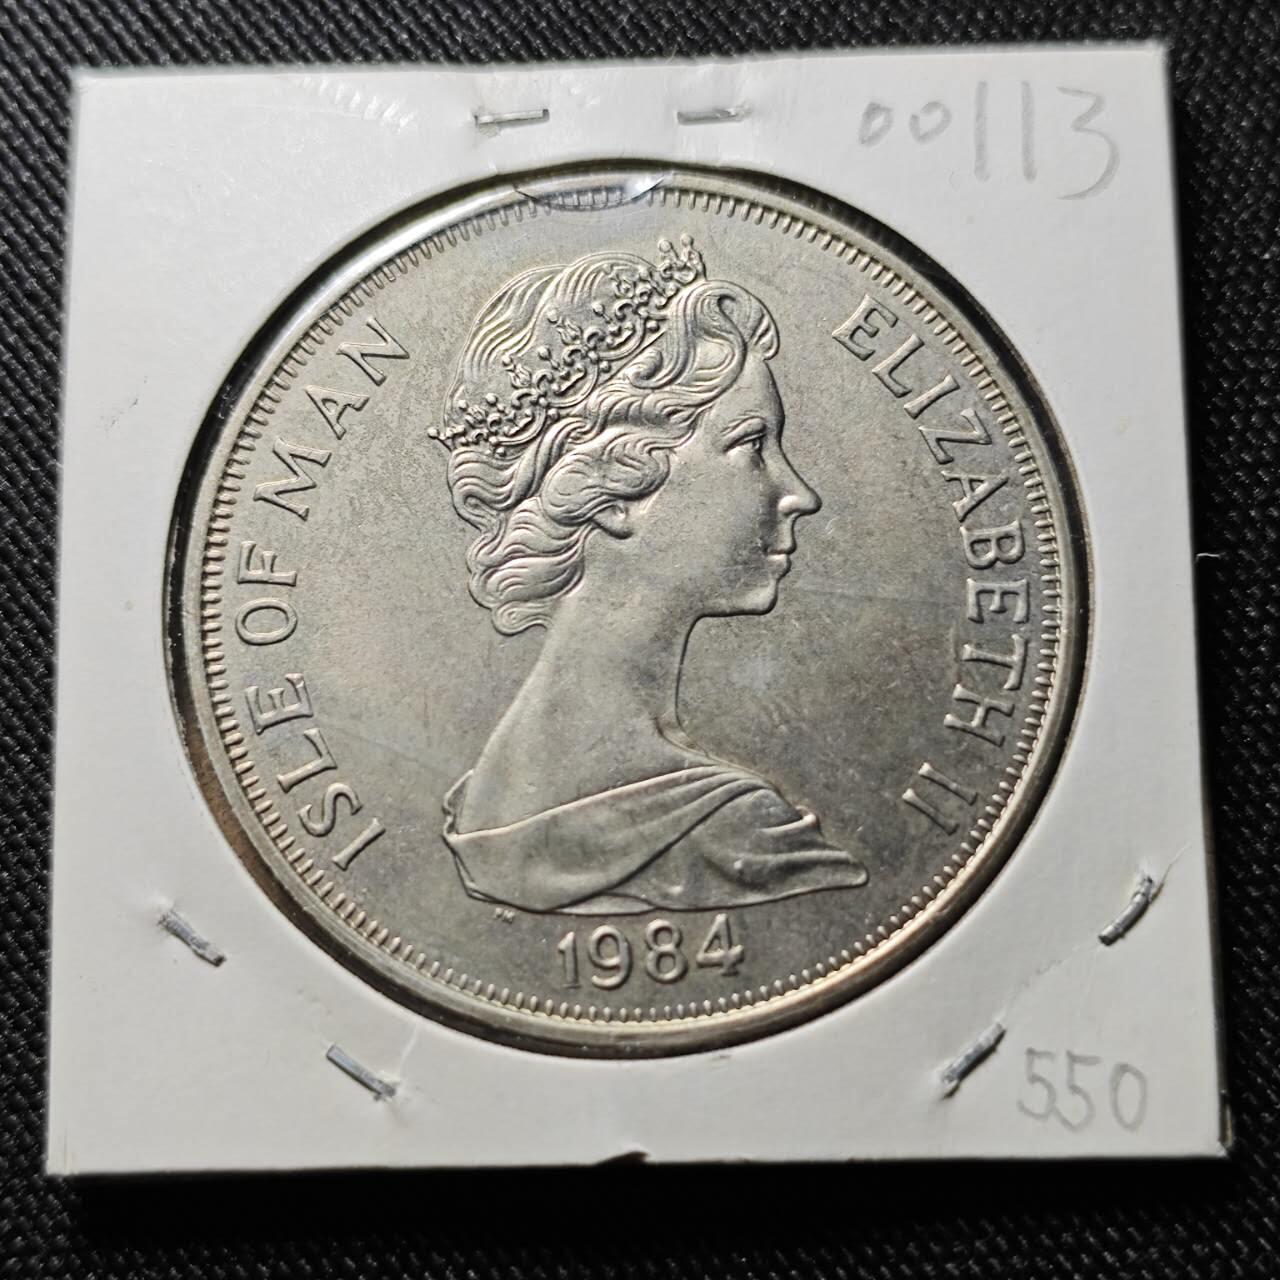 00113
ISLE OF MAN
ELIZABETH II
PM
1984
550